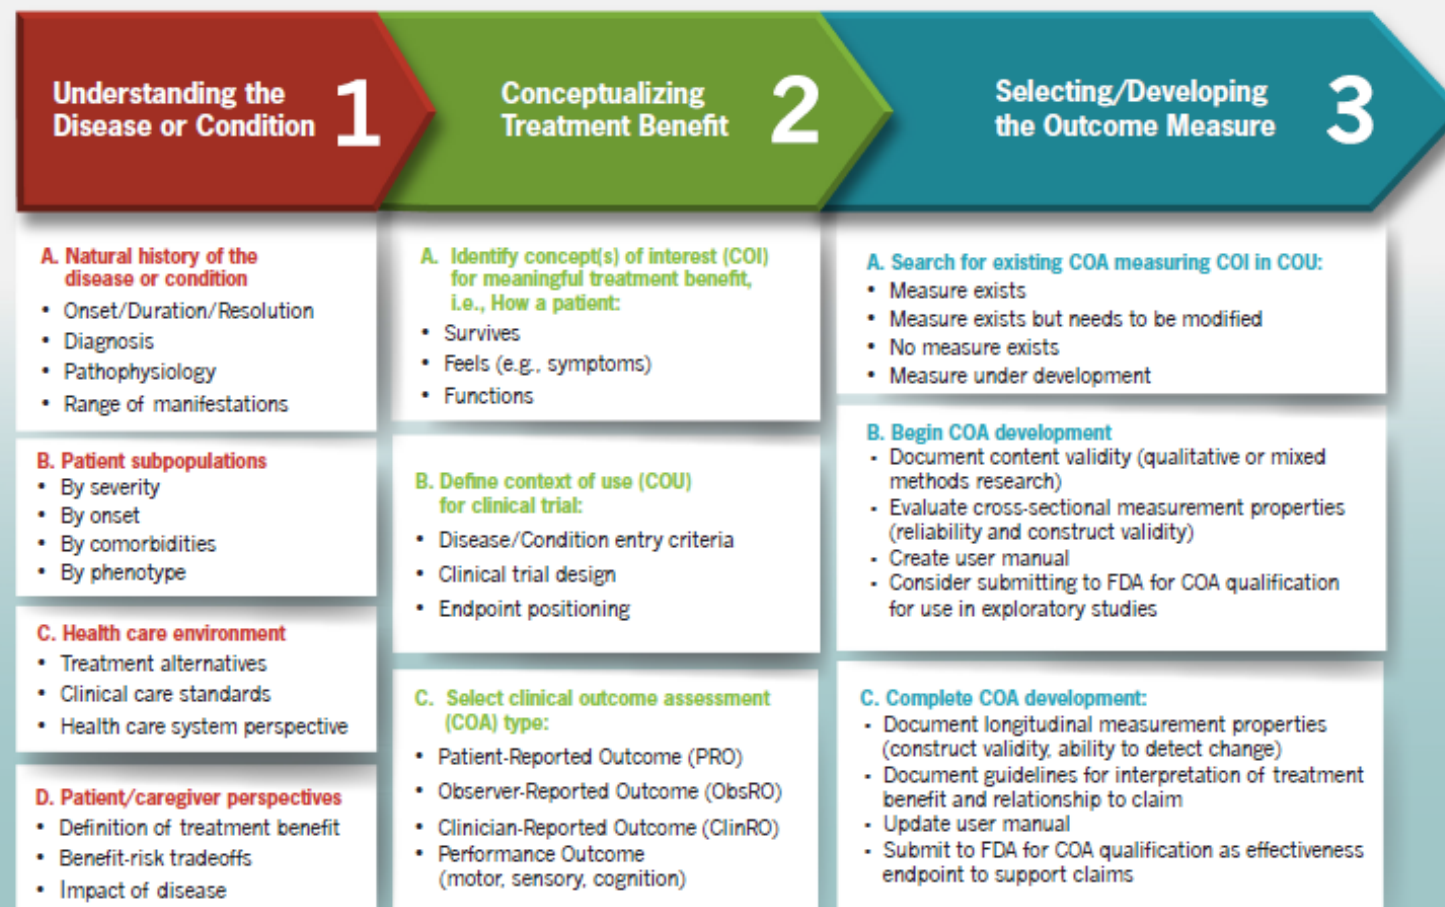 Understanding the
Disease or Condition
1
A. Natural history of the
disease or condition
• Onset/Duration/Resolution
• Diagnosis
• Pathophysiology
• Range of manifestations
B. Patient subpopulations
• By severity
• By onset
• By comorbidities
• By phenotype
C. Health care environment
• Treatment alternatives
• Clinical care standards
• Health care system perspective
D. Patient/caregiver perspectives
• Definition of treatment benefit
• Benefit-risk tradeoffs
• Impact of disease
Conceptualizing
Treatment Benefit
2
A. Identify concept(s) of interest (COI)
for meaningful treatment benefit,
i.e., How a patient:
• Survives
• Feels (e.g., symptoms)
• Functions
B. Define context of use (COU)
for clinical trial:
• Disease/Condition entry criteria
• Clinical trial design
• Endpoint positioning
C. Select clinical outcome assessment
(COA) type:
• Patient-Reported Outcome (PRO)
• Observer-Reported Outcome (ObsRO)
• Clinician-Reported Outcome (ClinRO)
• Performance Outcome
(motor, sensory, cognition)
Selecting/Developing
the Outcome Measure
3
A. Search for existing COA measuring COI in COU:
• Measure exists
• Measure exists but needs to be modified
• No measure exists
• Measure under development
B. Begin COA development
- Document content validity (qualitative or mixed
methods research)
- Evaluate cross-sectional measurement properties
(reliability and construct validity)
- Create user manual
- Consider submitting to FDA for COA qualification
for use in exploratory studies
C. Complete COA development:
- Document longitudinal measurement properties
(construct validity, ability to detect change)
- Document guidelines for interpretation of treatment
benefit and relationship to claim
- Update user manual
- Submit to FDA for COA qualification as effectiveness
endpoint to support claims